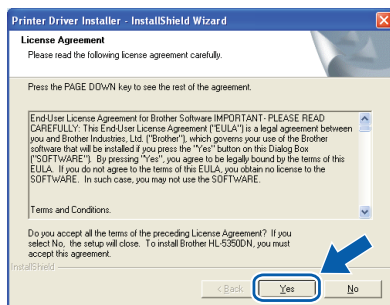 Printer Driver Installer - InstallShield Wizard
License Agreement
Please read the following license agreement carefully.
Press the PAGE DOWN key to see the rest of the agreement.
End-User License Agreement for Brother Software IMPORTANT- PLEASE READ
CAREFULLY: This End-User License Agreement ("EULA") is a legal agreement between
you and Brother Industries, Ltd. ("Brother"), which governs your use of the Brother
software that will be installed if you press the "Yes" button on this Dialog Box
("SOFTWARE"). By pressing "Yes", you agree to be legally bound by the terms of this
EULA. If you do not agree to the terms of this EULA, you obtain no license to the
SOFTWARE. In such case, you may not use the SOFTWARE.
Terms and Conditions.
Do you accept all the terms of the preceding License Agreement? If you
select No, the setup will close. To install Brother HL-5350DN, you must
accept this agreement.
InstallShield
< Back Yes No